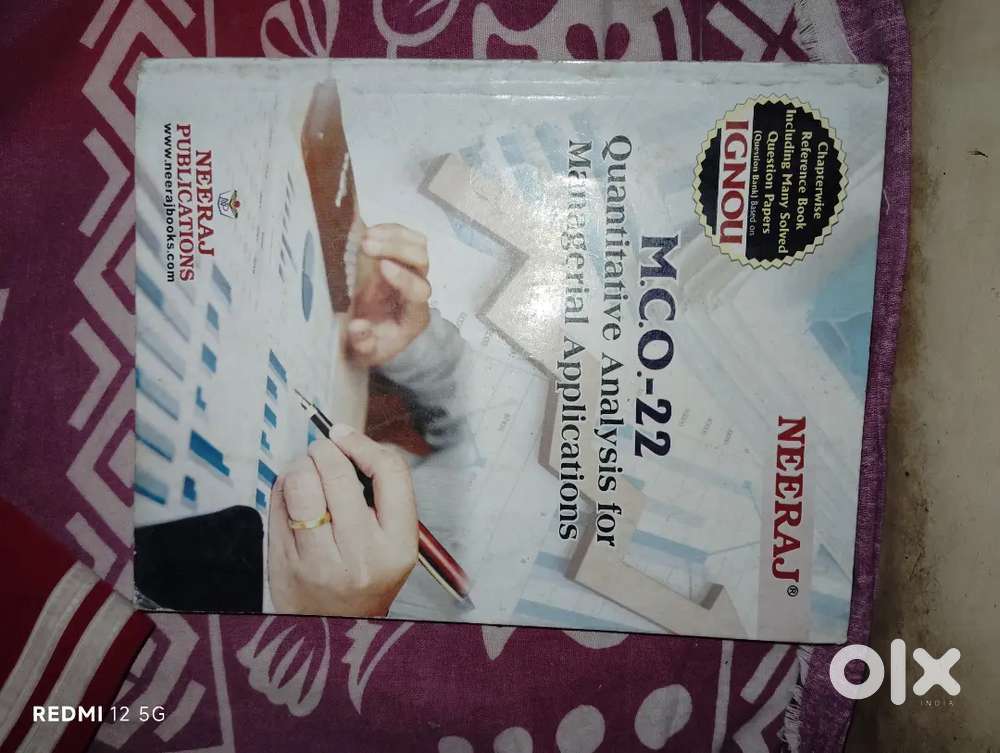 NEERAJ®
Chapterwise
Reference Book
Including Many Solved
Question Papers
(Question Bank) Based on
IGNOU
M.C.O.-22
Quantitative Analysis for
Managerial Applications
NEERAJ
PUBLICATIONS
www.neerajbooks.com
REDMI 12 5G
olx
INDIA